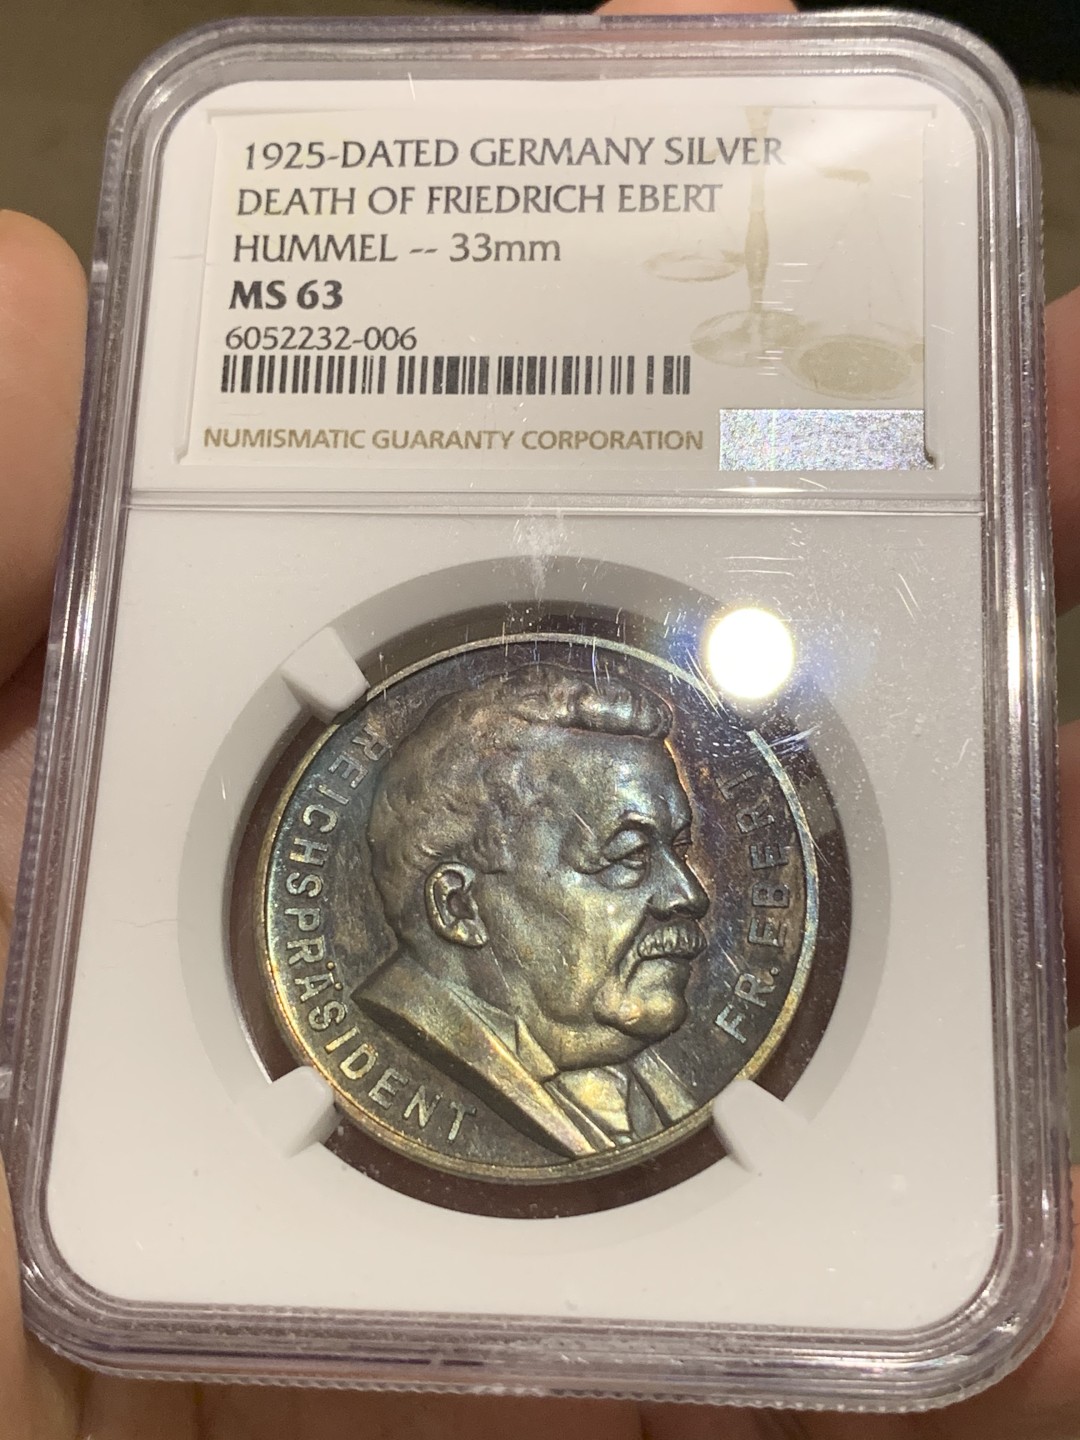 1925-DATED GERMANY SILVER
DEATH OF FRIEDRICH EBERT
HUMMEL -- 33mm
MS 63
6052232-006
NUMISMATIC GUARANTY CORPORATION
REICHSPRÄSIDENT
FR. EBERT